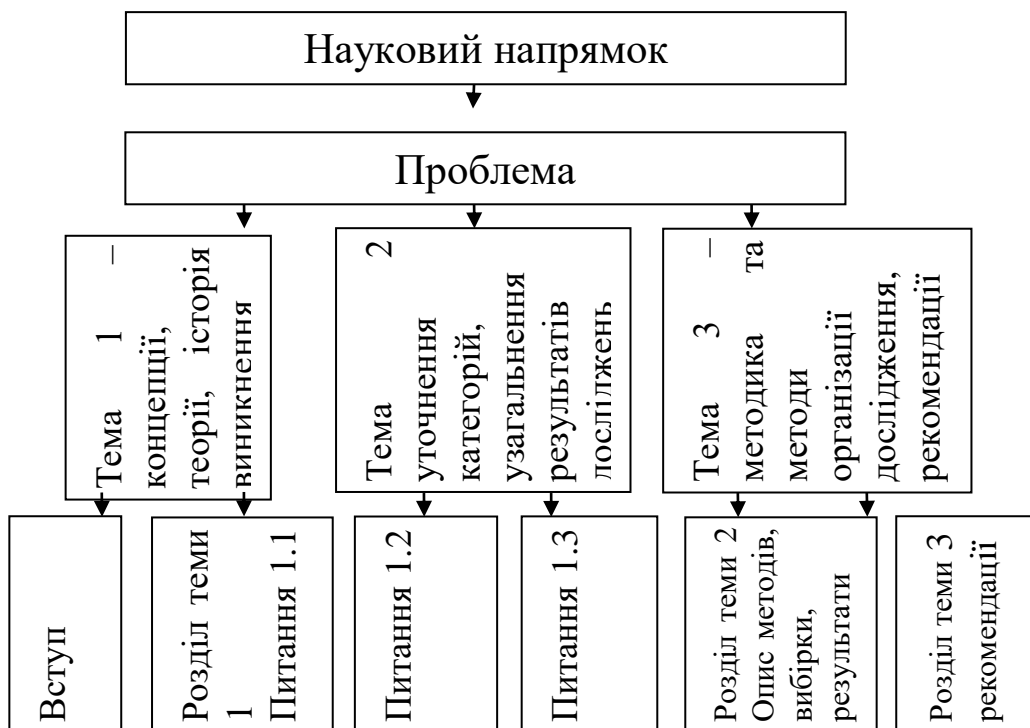 Науковий напрямок
Проблема
Тема 1 –
концепції,
теорії, історія
виникнення
Тема 2
уточнення
категорій,
узагальнення
результатів
досліджень
Тема 3 –
методика та
методи
організації
дослідження,
рекомендації
Вступ
Розділ теми
1
Питання 1.1
Питання 1.2
Питання 1.3
Розділ теми 2
Опис методів,
вибірки,
результати
Розділ теми 3
рекомендації